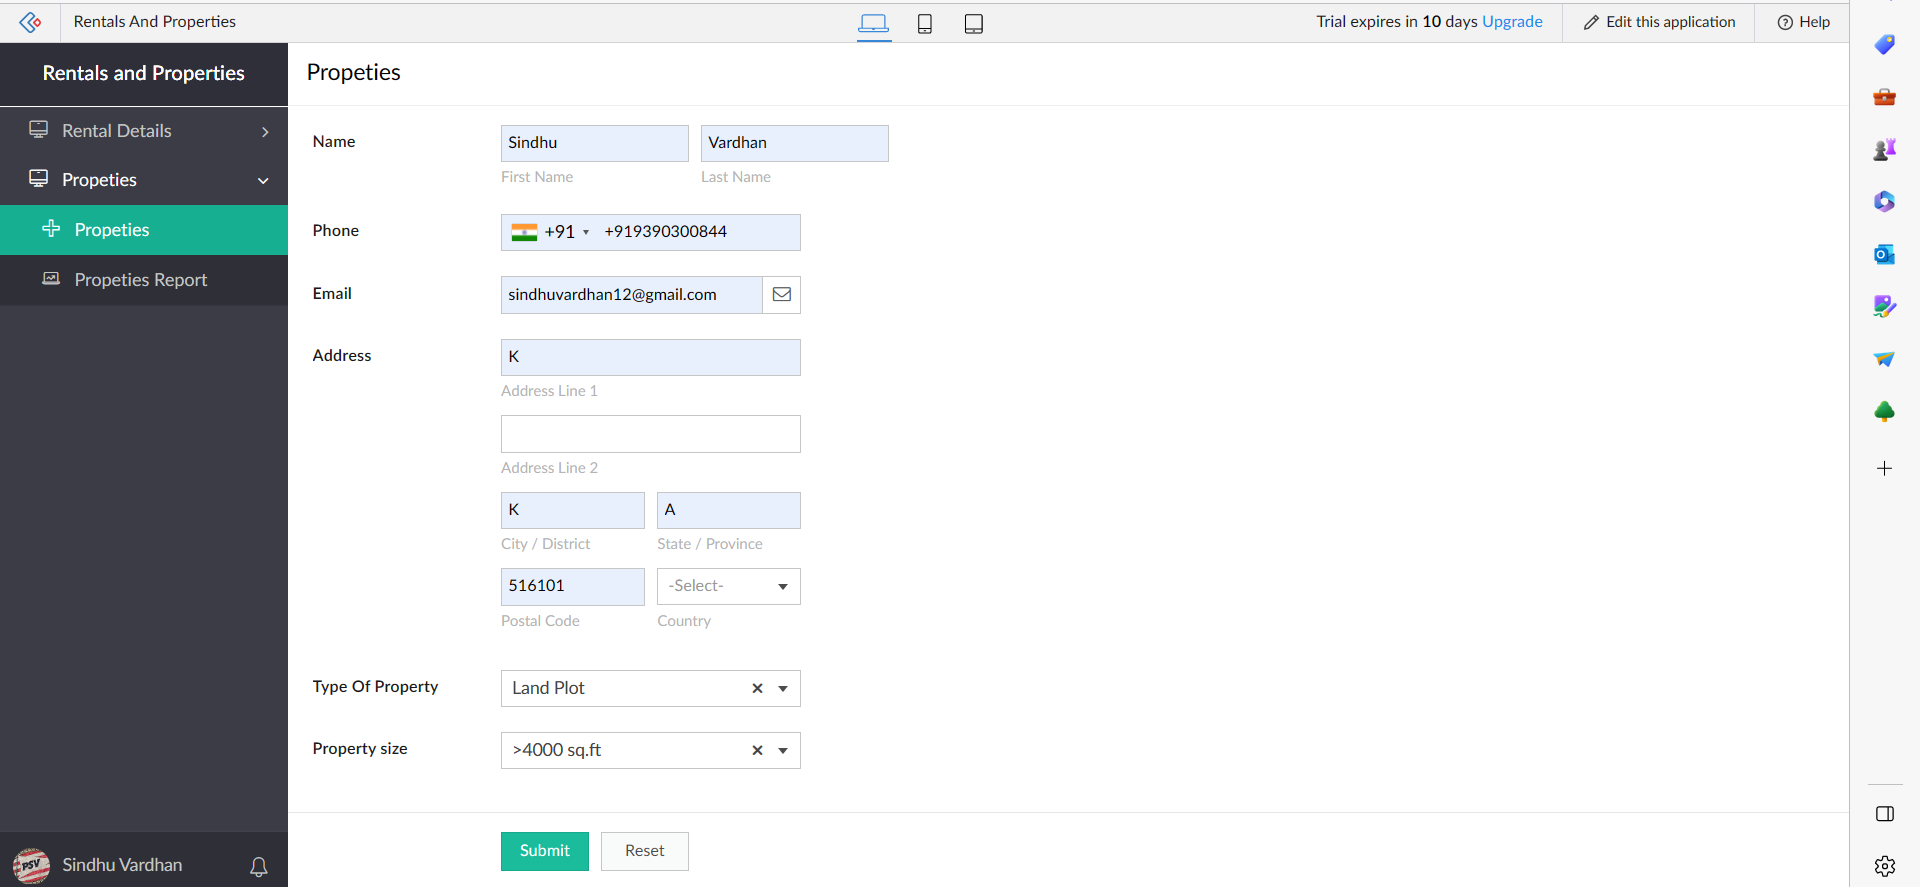 Rentals And Properties
Trial expires in 10 days Upgrade
Edit this application
Help
Rentals and Properties
Rental Details
Propeties
Propeties
Propeties Report
Sindhu Vardhan
PSV
Propeties
Name
Sindhu
Vardhan
First Name
Last Name
Phone
+91
+919390300844
Email
sindhuvardhan12@gmail.com
Address
K
Address Line 1
Address Line 2
K
A
City / District
State / Province
516101
-Select-
Postal Code
Country
Type Of Property
Land Plot
Property size
>4000 sq.ft
Submit
Reset